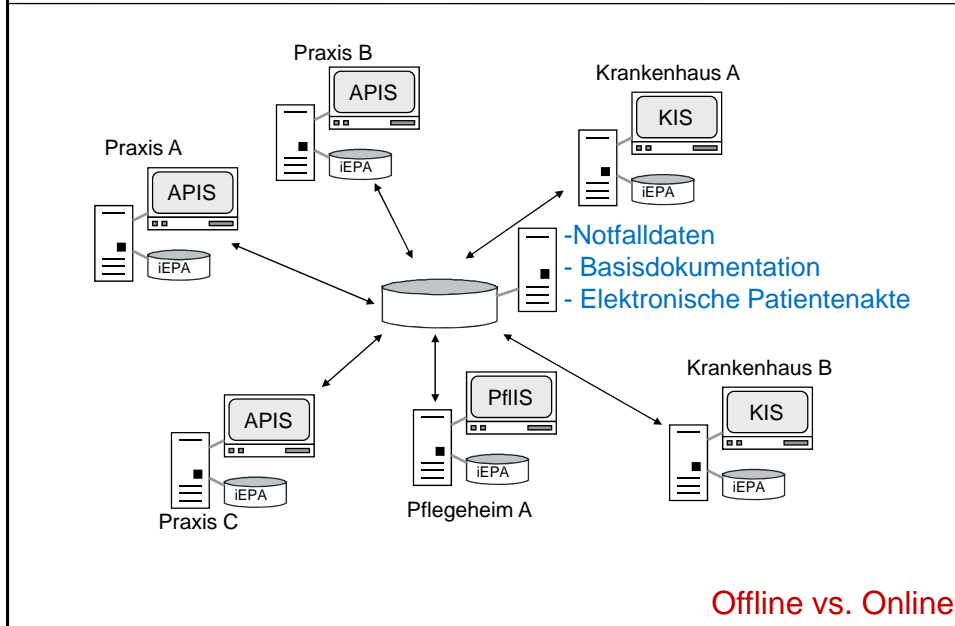 Praxis B
APIS
iEPA
Krankenhaus A
KIS
iEPA
Praxis A
APIS
iEPA
-Notfalldaten
- Basisdokumentation
- Elektronische Patientenakte
APIS
iEPA
Praxis C
PflIS
iEPA
Pflegeheim A
Krankenhaus B
KIS
iEPA
Offline vs. Online